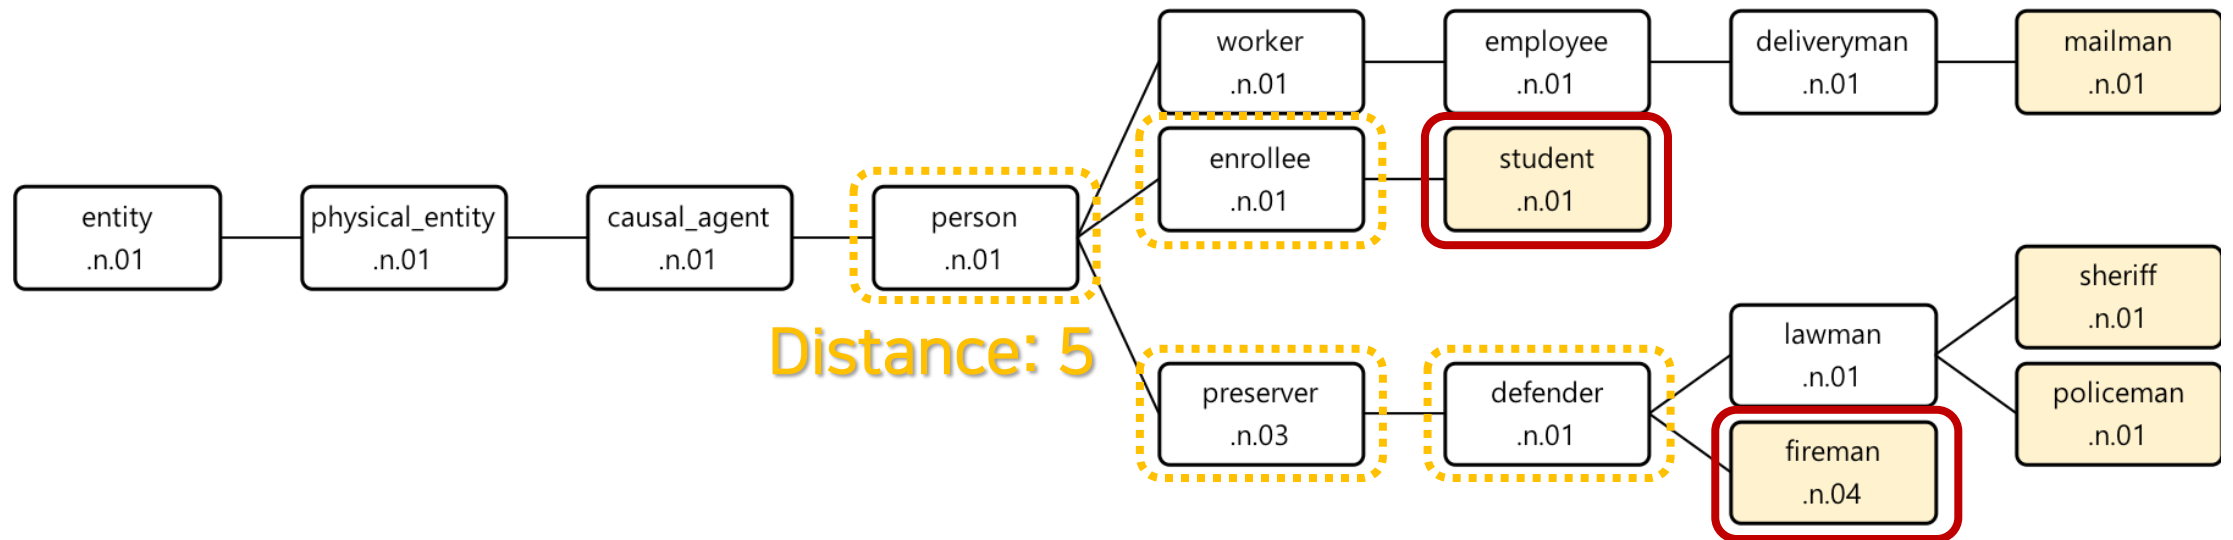 worker
.n.01
employee
.n.01
deliveryman
.n.01
mailman
.n.01
enrollee
.n.01
student
.n.01
entity
.n.01
physical_entity
.n.01
causal_agent
.n.01
person
.n.01
Distance: 5
preserver
.n.03
defender
.n.01
lawman
.n.01
fireman
.n.04
sheriff
.n.01
policeman
.n.01